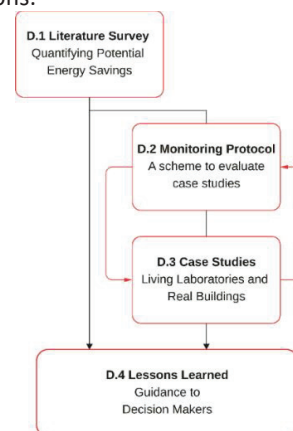 ons.
D.1 Literature Survey
Quantifying Potential
Energy Savings
D.2 Monitoring Protocol
A scheme to evaluate
case studies
D.3 Case Studies
Living Laboratories and
Real Buildings
D.4 Lessons Learned
Guidance to
Decision Makers